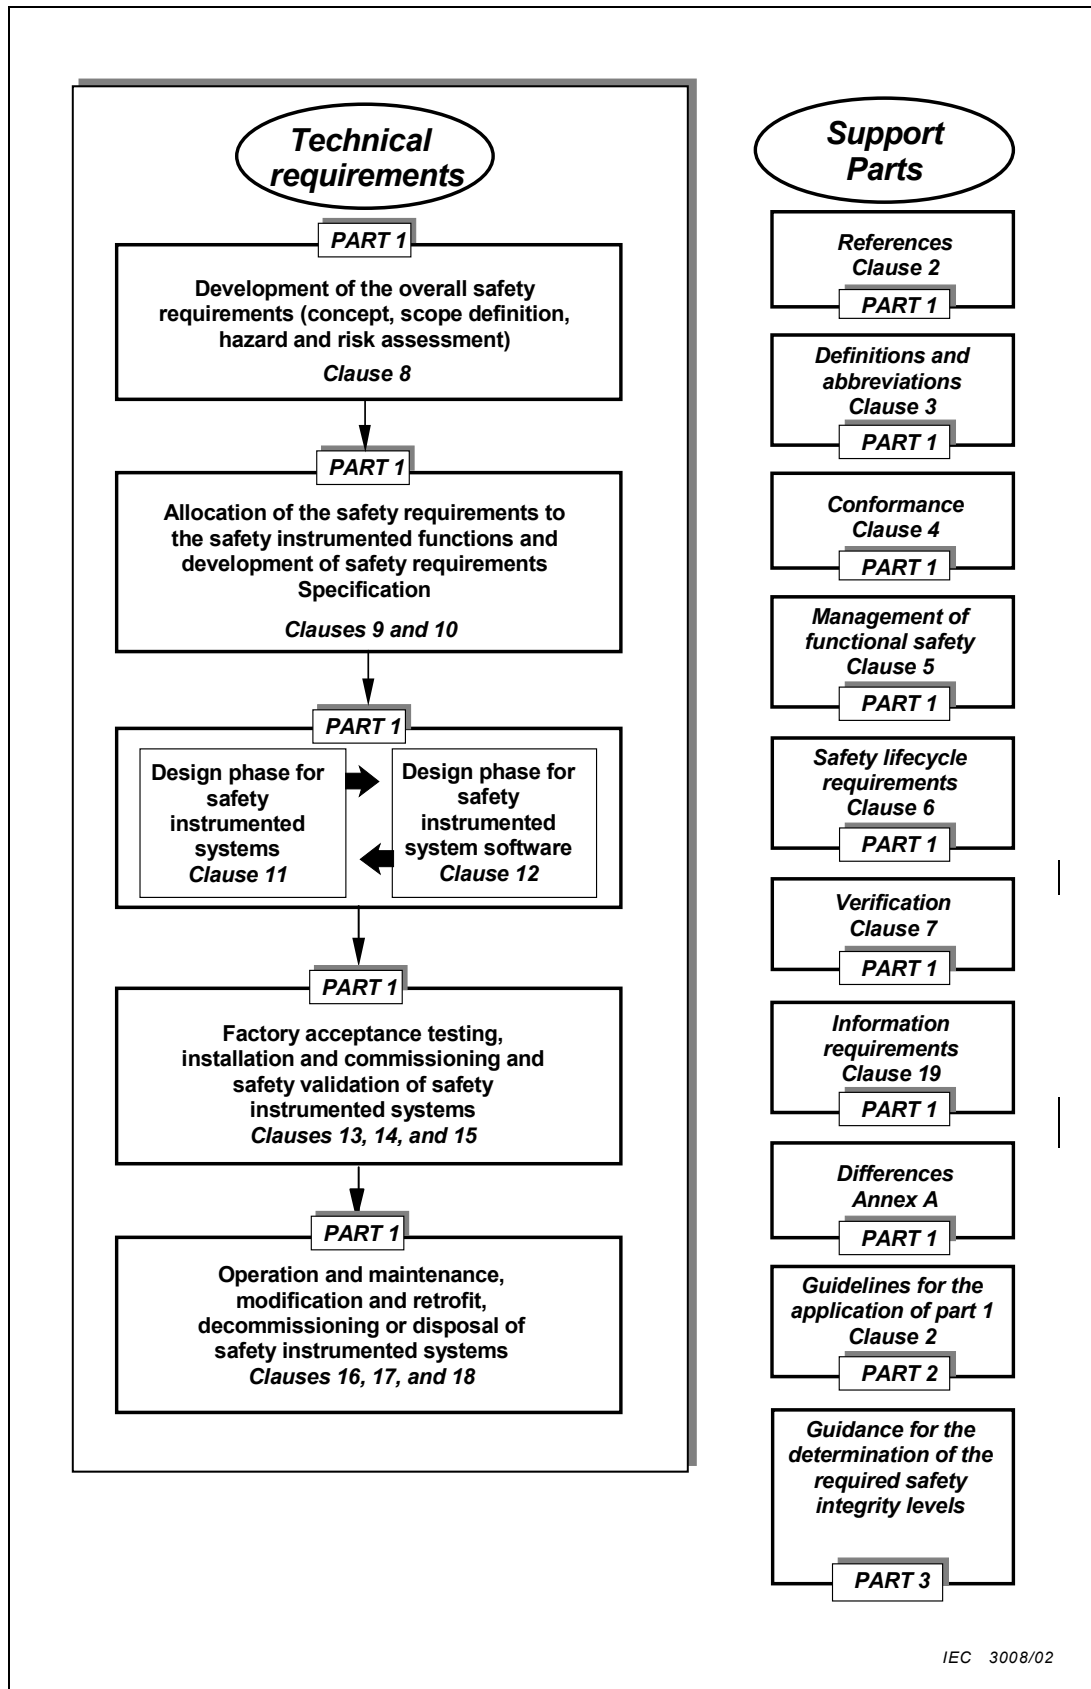 Technical
requirements
PART 1
Development of the overall safety
requirements (concept, scope definition,
hazard and risk assessment)
Clause 8
PART 1
Allocation of the safety requirements to
the safety instrumented functions and
development of safety requirements
Specification
Clauses 9 and 10
PART 1
Design phase for
safety
instrumented
systems
Clause 11
Design phase for
safety
instrumented
system software
Clause 12
PART 1
Factory acceptance testing,
installation and commissioning and
safety validation of safety
instrumented systems
Clauses 13, 14, and 15
PART 1
Operation and maintenance,
modification and retrofit,
decommissioning or disposal of
safety instrumented systems
Clauses 16, 17, and 18
Support
Parts
References
Clause 2
PART 1
Definitions and
abbreviations
Clause 3
PART 1
Conformance
Clause 4
PART 1
Management of
functional safety
Clause 5
PART 1
Safety lifecycle
requirements
Clause 6
PART 1
Verification
Clause 7
PART 1
Information
requirements
Clause 19
PART 1
Differences
Annex A
PART 1
Guidelines for the
application of part 1
Clause 2
PART 2
Guidance for the
determination of the
required safety
integrity levels
PART 3
IEC 3008/02